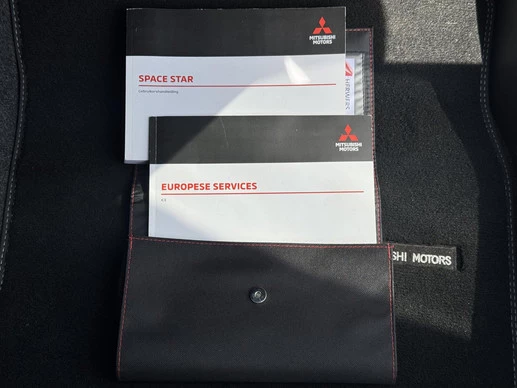 MITSUBISHI
MOTORS
SPACE STAR
MITSUBISHI
MOTORS
EUROPESE SERVICES
SHI MOTORS